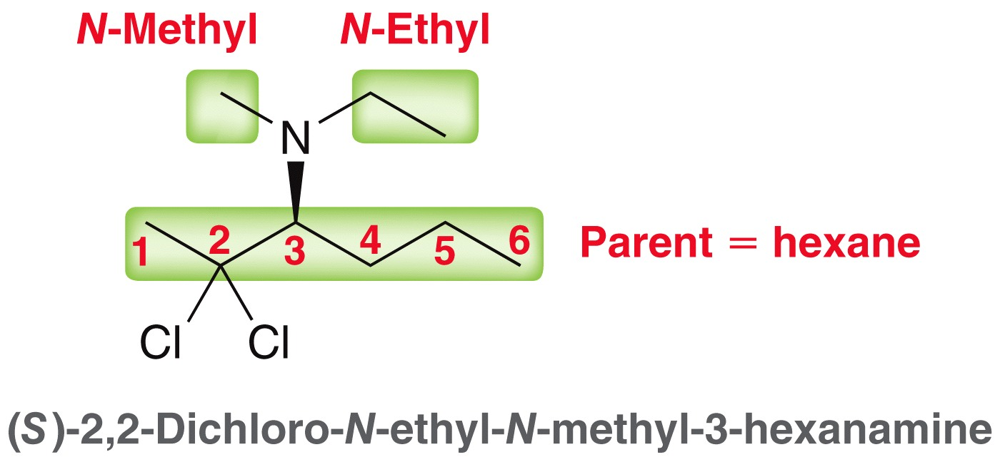 N-Methyl N-Ethyl
N
1 2 3 4 5 6 Parent = hexane
Cl Cl
(S)-2,2-Dichloro-N-ethyl-N-methyl-3-hexanamine